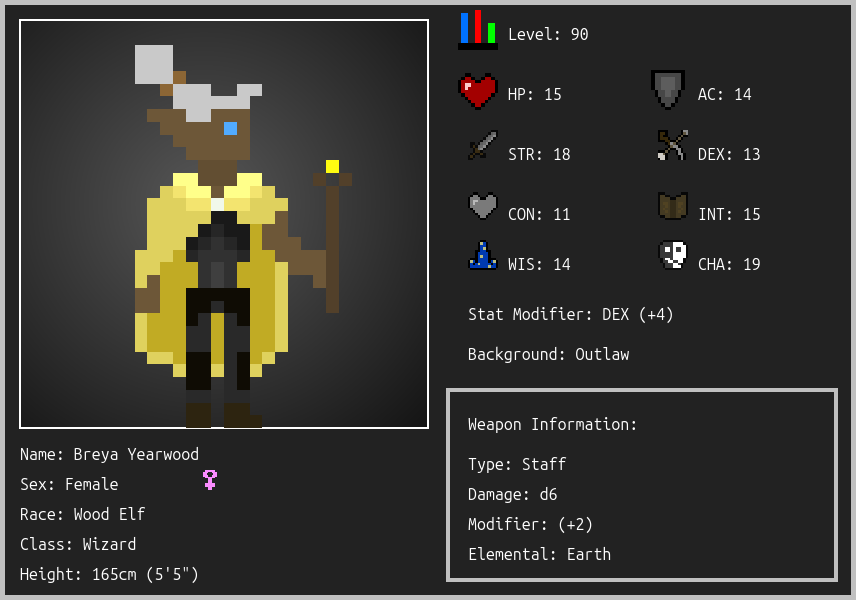 Level: 90
HP: 15
AC: 14
STR: 18
DEX: 13
CON: 11
INT: 15
WIS: 14
CHA: 19
Stat Modifier: DEX (+4)
Background: Outlaw
Weapon Information:
Type: Staff
Damage: d6
Modifier: (+2)
Elemental: Earth
Name: Breya Yearwood
Sex: Female
Race: Wood Elf
Class: Wizard
Height: 165cm (5'5")